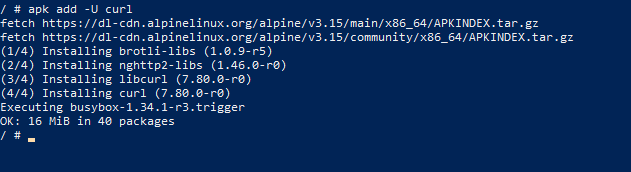 / # apk add -U curl
fetch https://dl-cdn.alpinelinux.org/alpine/v3.15/main/x86_64/APKINDEX.tar.gz
fetch https://dl-cdn.alpinelinux.org/alpine/v3.15/community/x86_64/APKINDEX.tar.gz
(1/4) Installing brotli-libs (1.0.9-r5)
(2/4) Installing nghttp2-libs (1.46.0-r0)
(3/4) Installing libcurl (7.80.0-r0)
(4/4) Installing curl (7.80.0-r0)
Executing busybox-1.34.1-r3.trigger
OK: 16 MiB in 40 packages
/ #